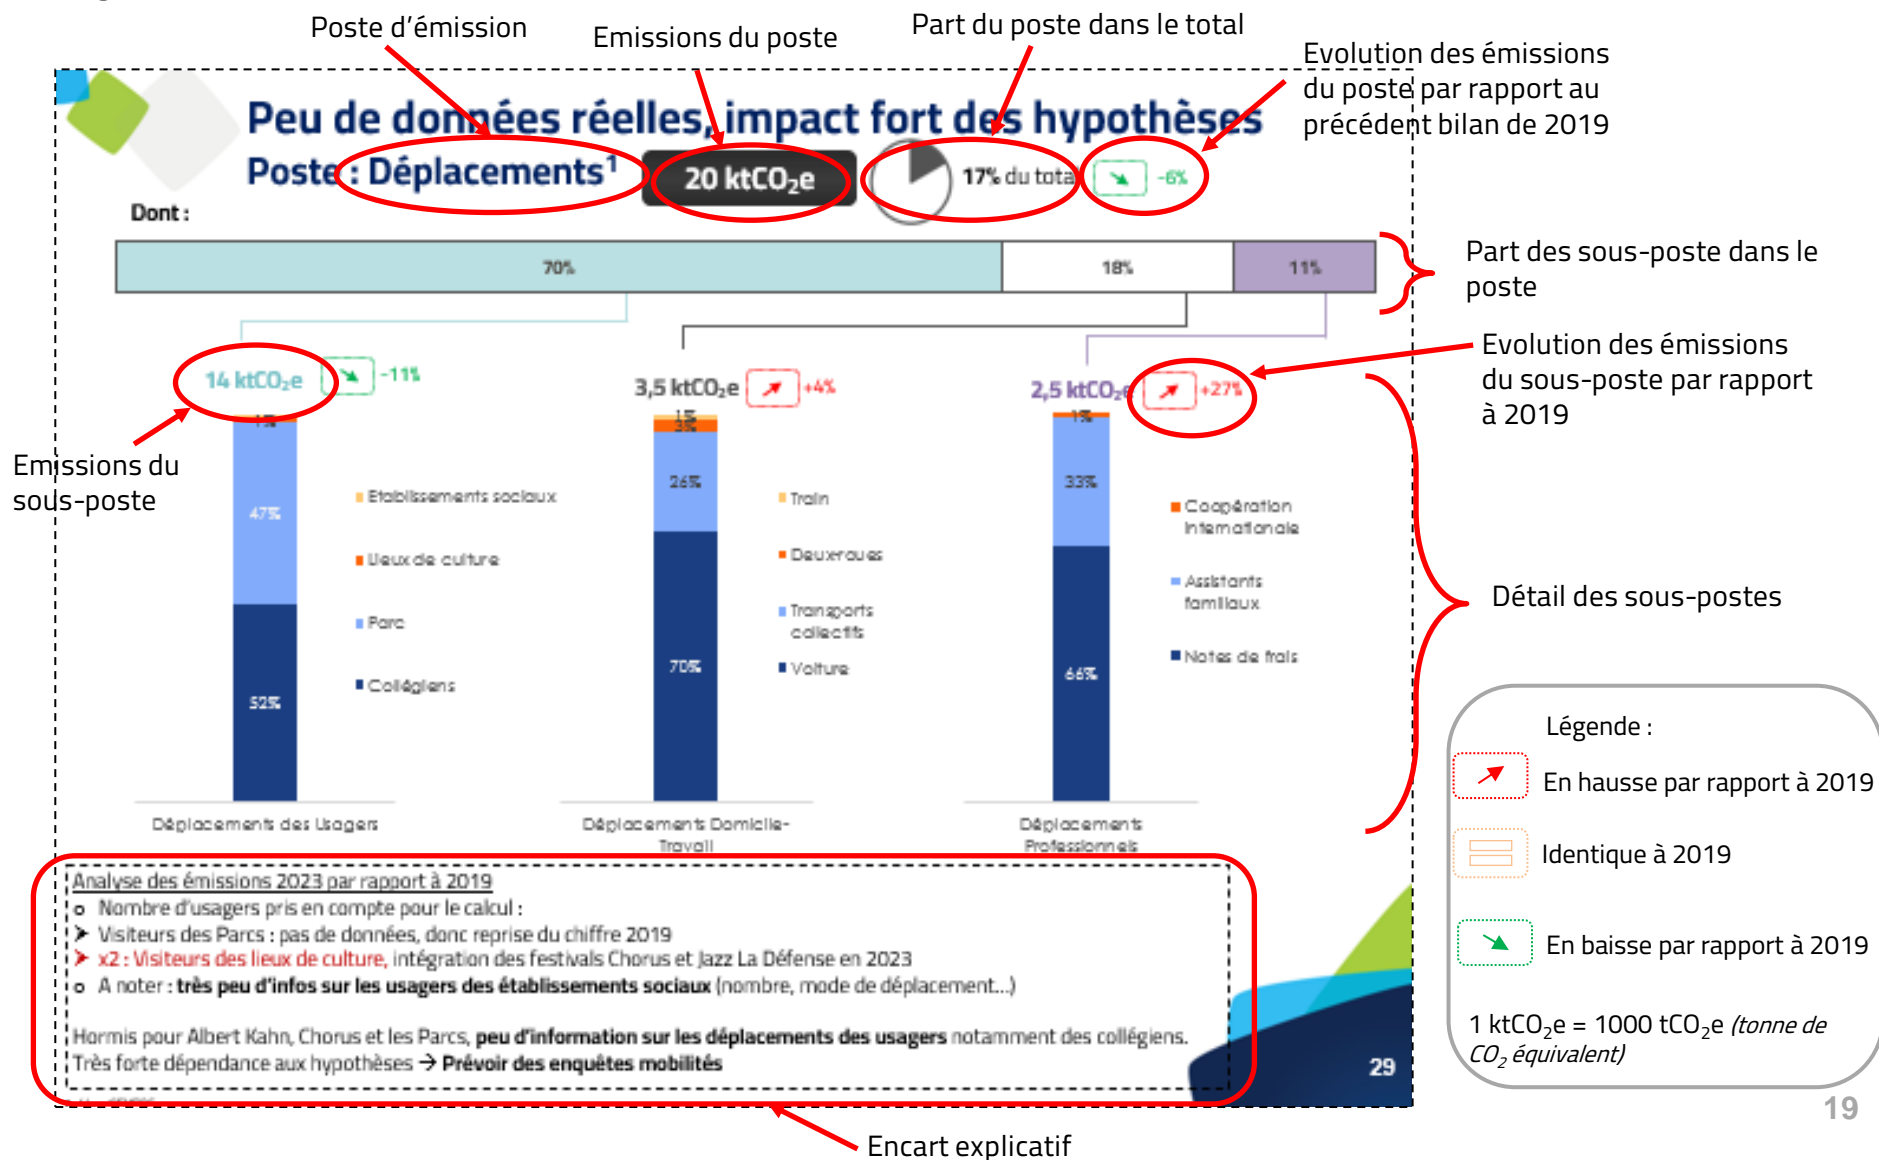 Poste d'émission
Emissions du poste
Part du poste dans le total
Evolution des émissions
du poste par rapport au
précédent bilan de 2019
Peu de données réelles, impact fort des hypothèses
Poste : Déplacements¹
20 ktCO₂e
17% du total
-6%
Dont :
70%
18%
11%
Part des sous-poste dans le
poste
Evolution des émissions
du sous-poste par rapport
à 2019
14 ktCO₂e
-11%
3,5 ktCO₂e
+4%
2,5 ktCO₂e
+27%
Emissions du
sous-poste
1%
47%
52%
Etablissements sociaux
Lieux de culture
Parc
Collégiens
1%
3%
26%
70%
Train
Deux-roues
Transports
collectifs
Voiture
1%
33%
66%
Coopération
Internationale
Assistants
familiaux
Notes de frais
Détail des sous-postes
Déplacements des Usagers
Déplacements Domicile-
Travail
Déplacements
Professionnels
Légende :
En hausse par rapport à 2019
Identique à 2019
En baisse par rapport à 2019
1 ktCO₂e = 1000 tCO₂e (tonne de
CO₂ équivalent)
Analyse des émissions 2023 par rapport à 2019
o Nombre d'usagers pris en compte pour le calcul :
➤ Visiteurs des Parcs : pas de données, donc reprise du chiffre 2019
➤ x2 : Visiteurs des lieux de culture, intégration des festivals Chorus et Jazz La Défense en 2023
o A noter : très peu d'infos sur les usagers des établissements sociaux (nombre, mode de déplacement...)
Hormis pour Albert Kahn, Chorus et les Parcs, peu d'information sur les déplacements des usagers notamment des collégiens.
Très forte dépendance aux hypothèses → Prévoir des enquêtes mobilités
29
19
Encart explicatif